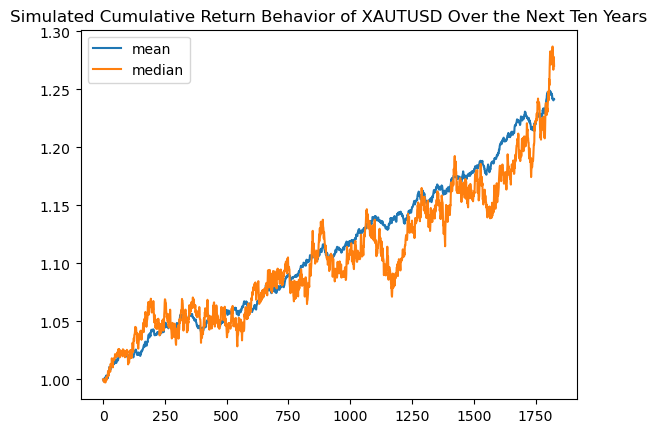 Simulated Cumulative Return Behavior of XAUTUSD Over the Next Ten Years
mean
median
1.30
1.25
1.20
1.15
1.10
1.05
1.00
0 250 500 750 1000 1250 1500 1750